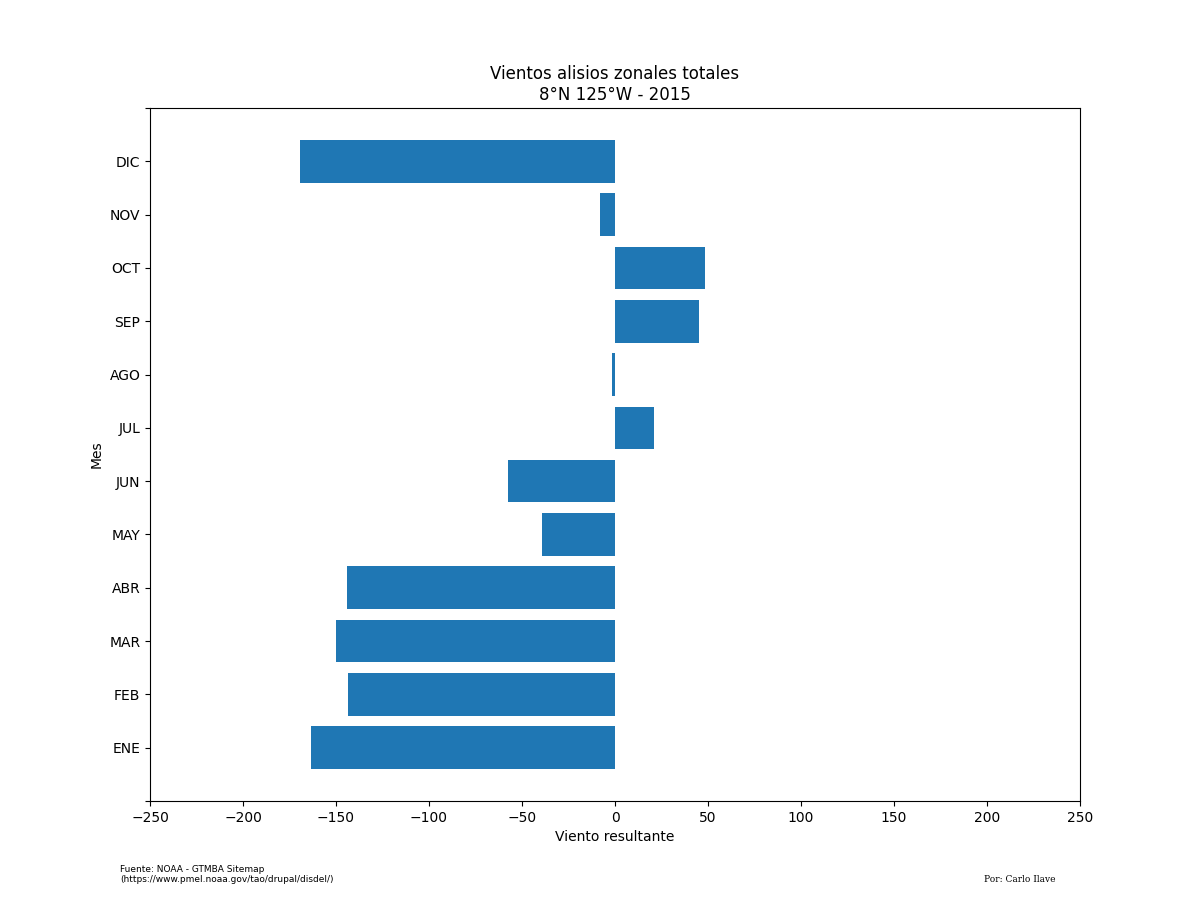 Vientos alisios zonales totales
8°N 125°W - 2015
DIC
NOV
OCT
SEP
AGO
JUL
JUN
MAY
ABR
MAR
FEB
ENE
Mes
−250 −200 −150 −100 −50 0 50 100 150 200 250
Viento resultante
Fuente: NOAA - GTMBA Sitemap
(https://www.pmel.noaa.gov/tao/drupal/disdel/)
Por: Carlo Ilave